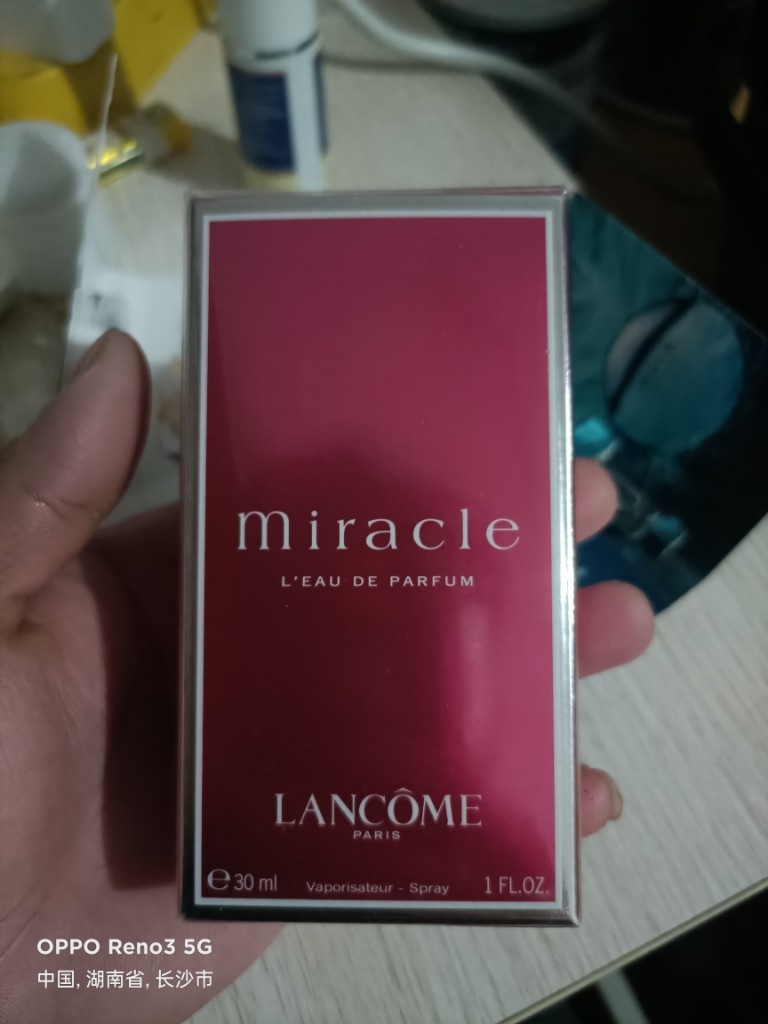 miracle
L'EAU DE PARFUM
LANCÔME
PARIS
℮ 30 ml Vaporisateur - Spray 1 FL.OZ.
OPPO Reno3 5G
中国, 湖南省, 长沙市